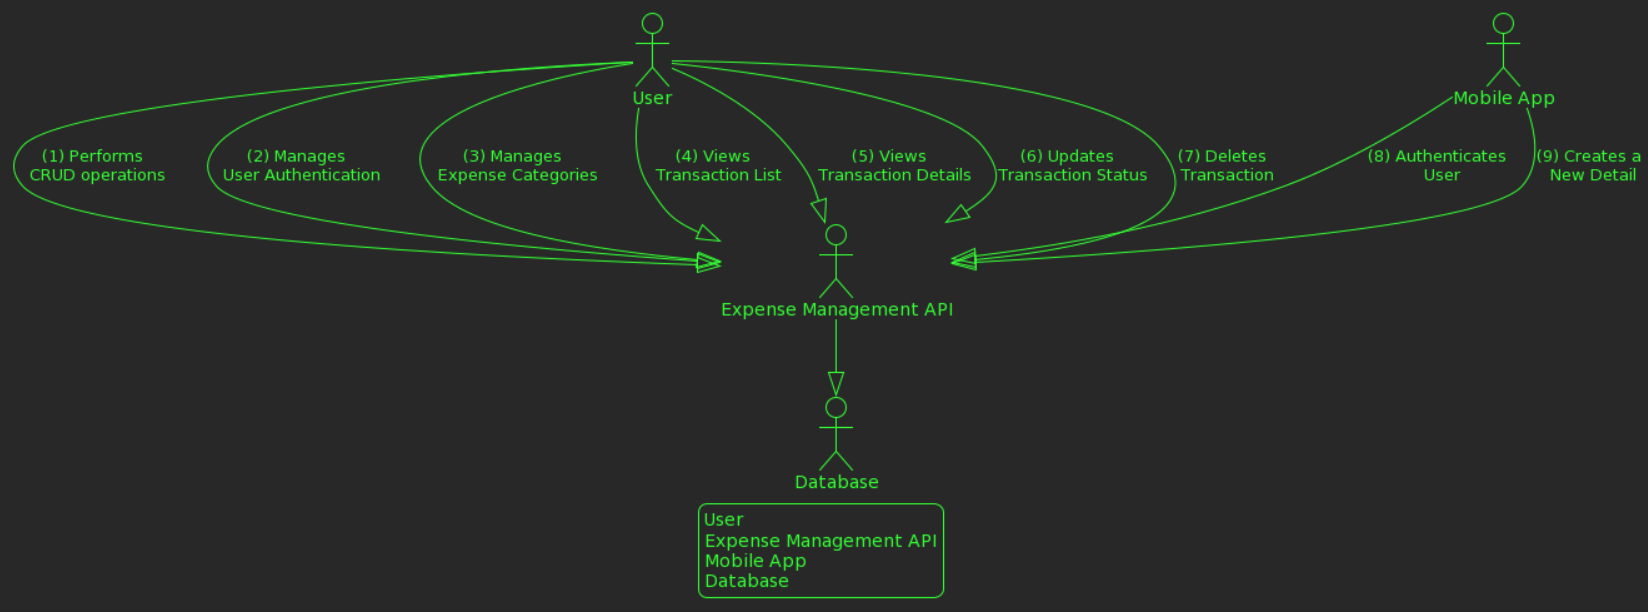 User
Mobile App
(1) Performs
CRUD operations
(2) Manages
User Authentication
(3) Manages
Expense Categories
(4) Views
Transaction List
(5) Views
Transaction Details
(6) Updates
Transaction Status
(7) Deletes
Transaction
(8) Authenticates
User
(9) Creates a
New Detail
Expense Management API
Database
User
Expense Management API
Mobile App
Database